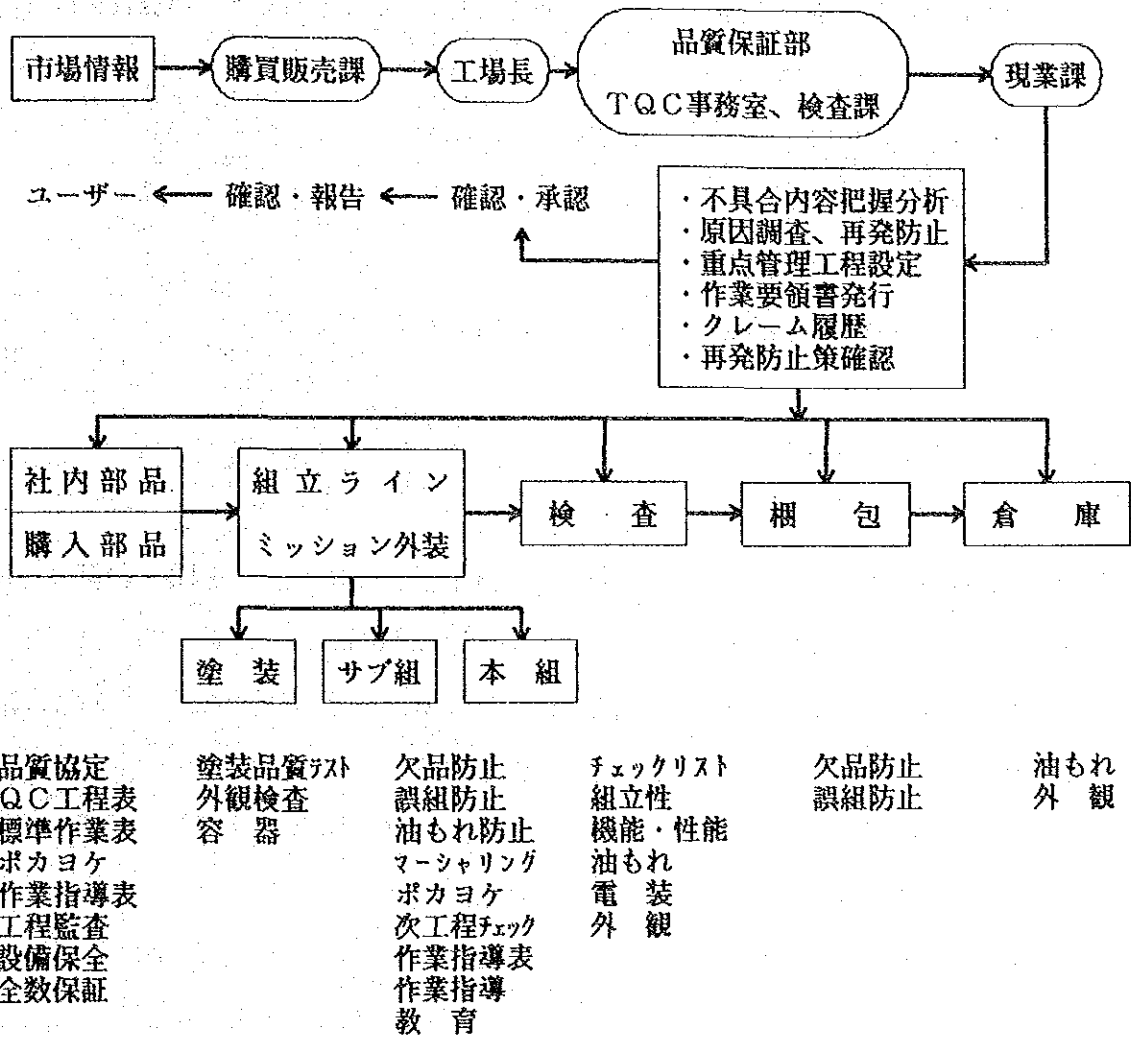 市場情報
購買販売課
工場長
品質保証部
TQC事務室、検査課
現業課
ユーザー
確認・報告
確認・承認
・不具合内容把握分析
・原因調査、再発防止
・重点管理工程設定
・作業要領書発行
・クレーム履歴
・再発防止策確認
社内部品
購入部品
組立ライン
ミッション外装
検 査
梱 包
倉 庫
塗 装
サブ組
本 組
品質協定
QC工程表
標準作業表
ポカヨケ
作業指導表
工程監査
設備保全
全数保証
塗装品質テスト
外観検査
容 器
欠品防止
誤組防止
油もれ防止
マーシャリング
ポカヨケ
次工程チェック
作業指導表
作業指導
教 育
チェックリスト
組立性
機能・性能
油もれ
電 装
外 観
欠品防止
誤組防止
油もれ
外 観